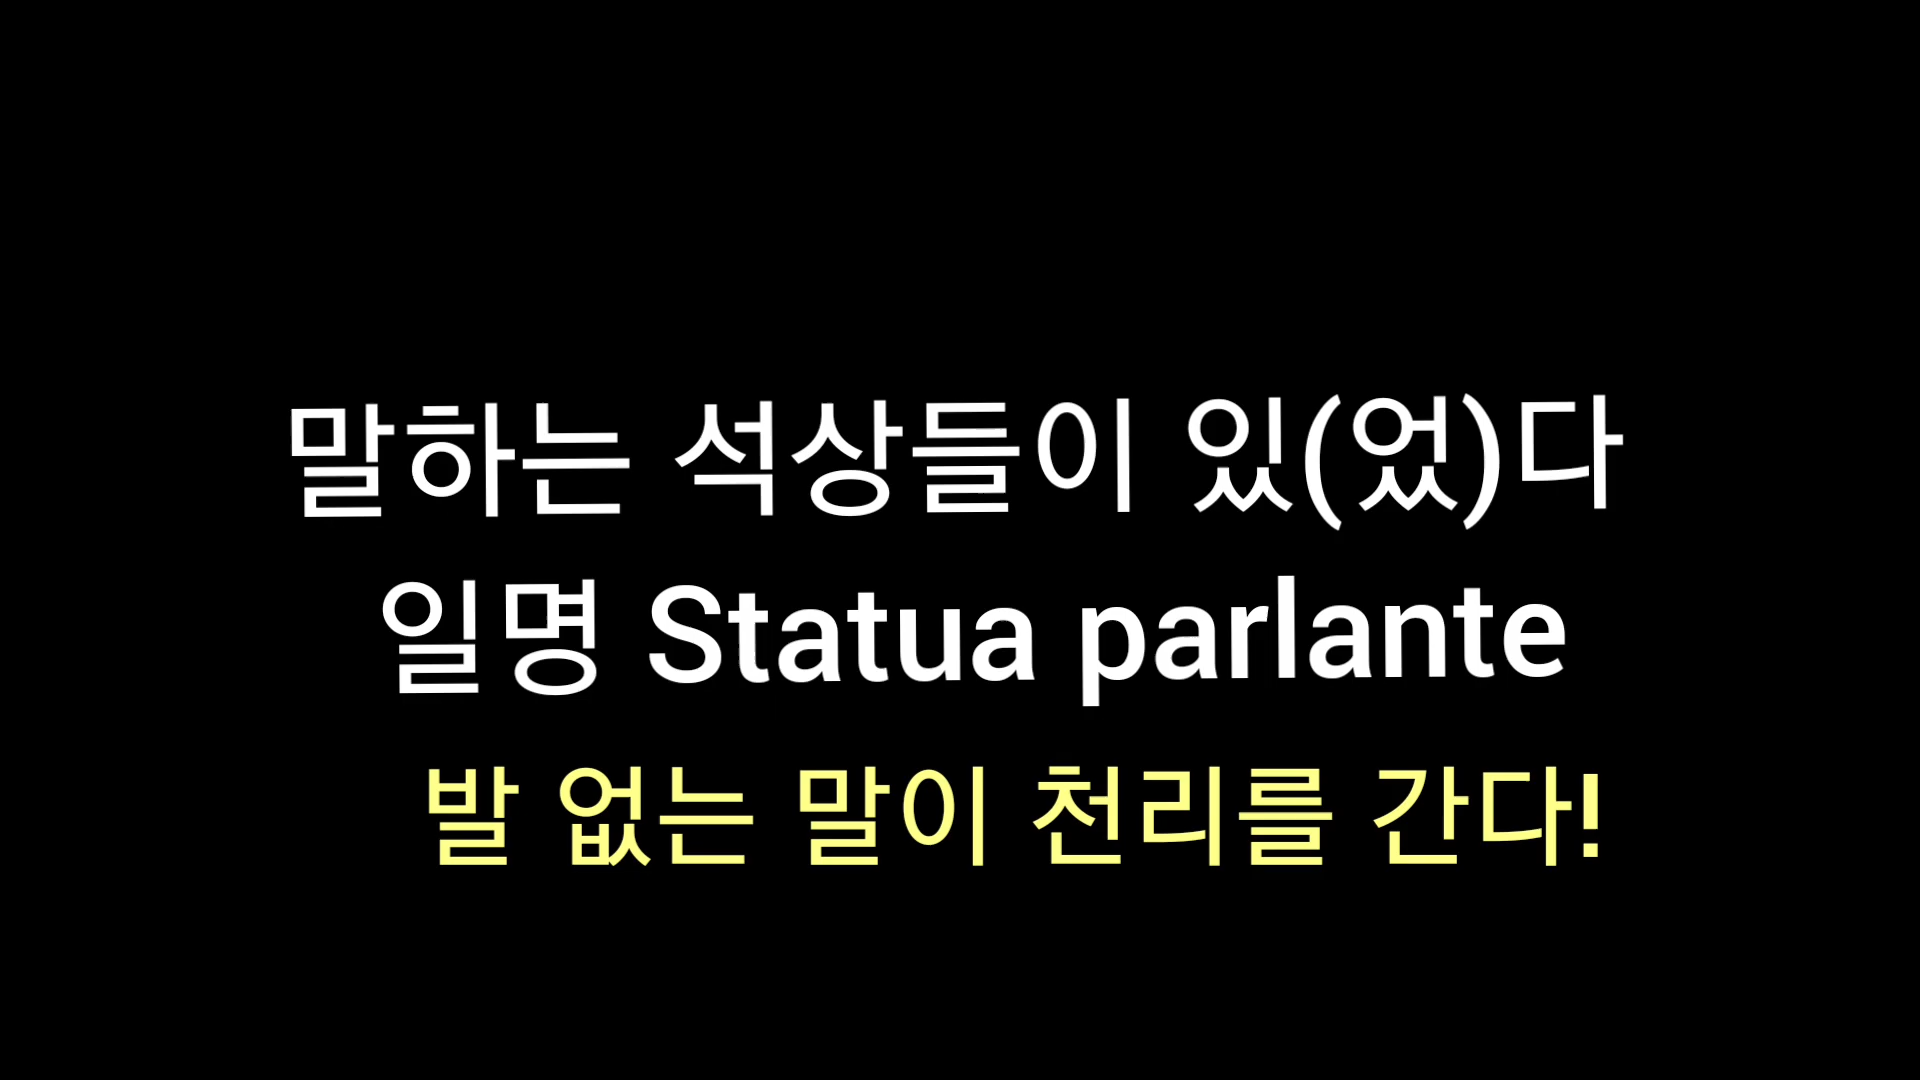 말하는 석상들이 있(었)다
일명 Statua parlante
발 없는 말이 천리를 간다!